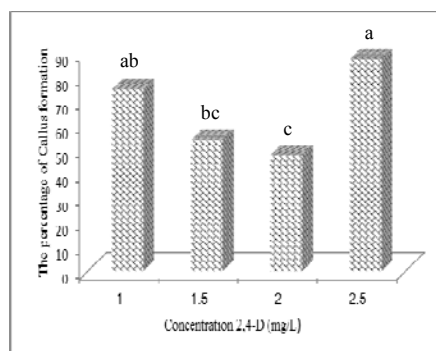 The percentage of Callus formation
90
80
70
60
50
40
30
20
10
0
ab
bc
c
a
1
1.5
2
2.5
Concentration 2,4-D (mg/L)